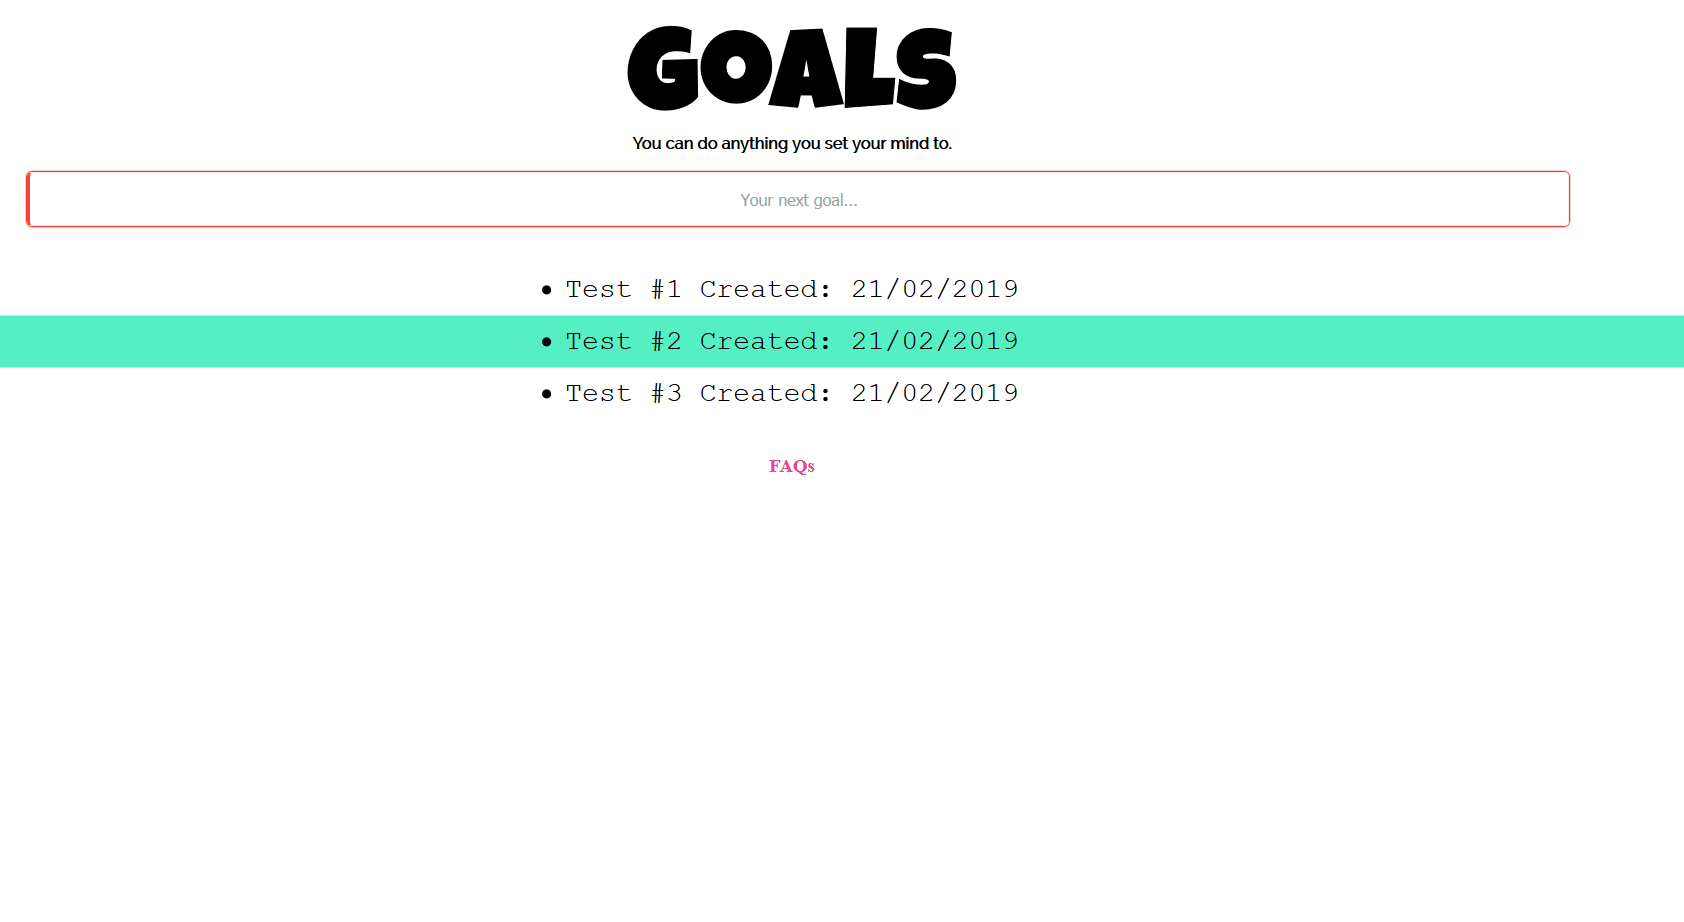 GOALS
You can do anything you set your mind to.
Your next goal...
Test #1 Created: 21/02/2019
Test #2 Created: 21/02/2019
Test #3 Created: 21/02/2019
FAQs